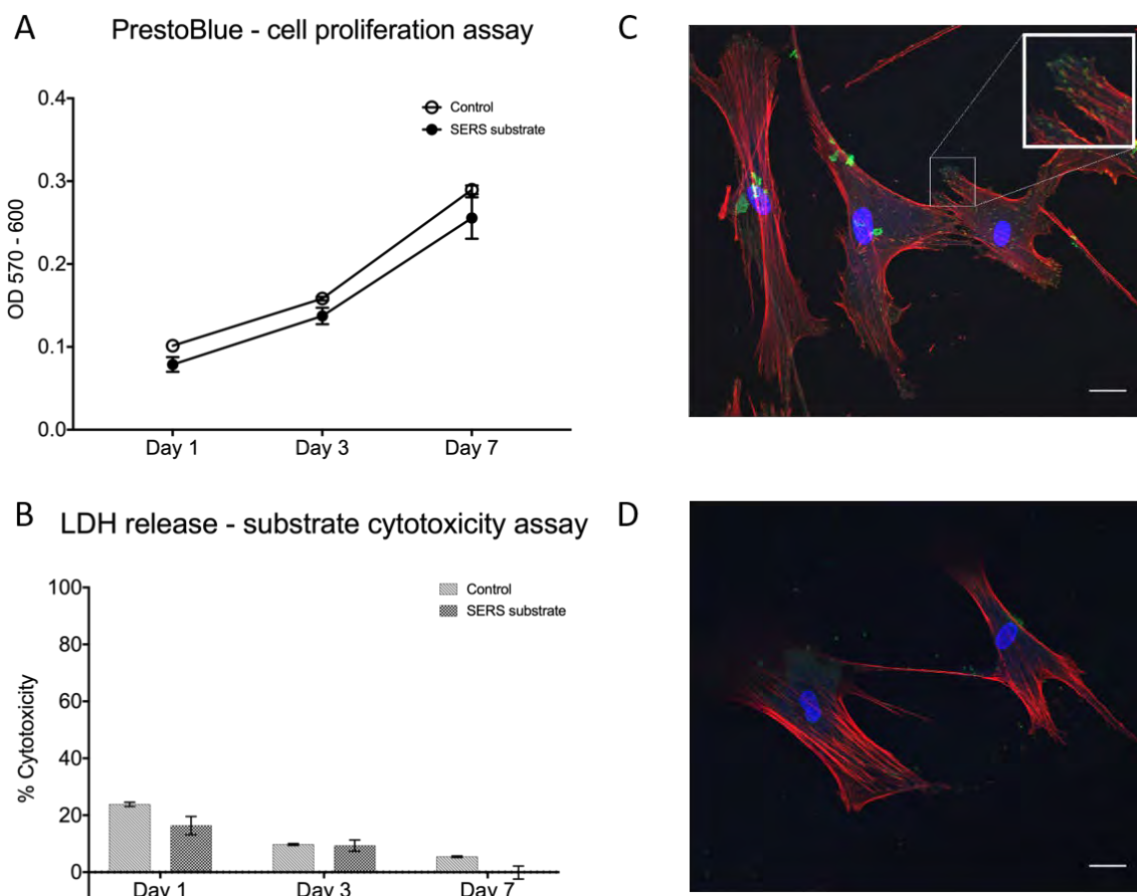 A
PrestoBlue - cell proliferation assay
0.4
0.3
0.2
0.1
0.0
OD 570 - 600
Control
SERS substrate
Day 1
Day 3
Day 7
B
LDH release - substrate cytotoxicity assay
100
80
60
40
20
0
% Cytotoxicity
Control
SERS substrate
Day 1
Day 3
Day 7
C
D